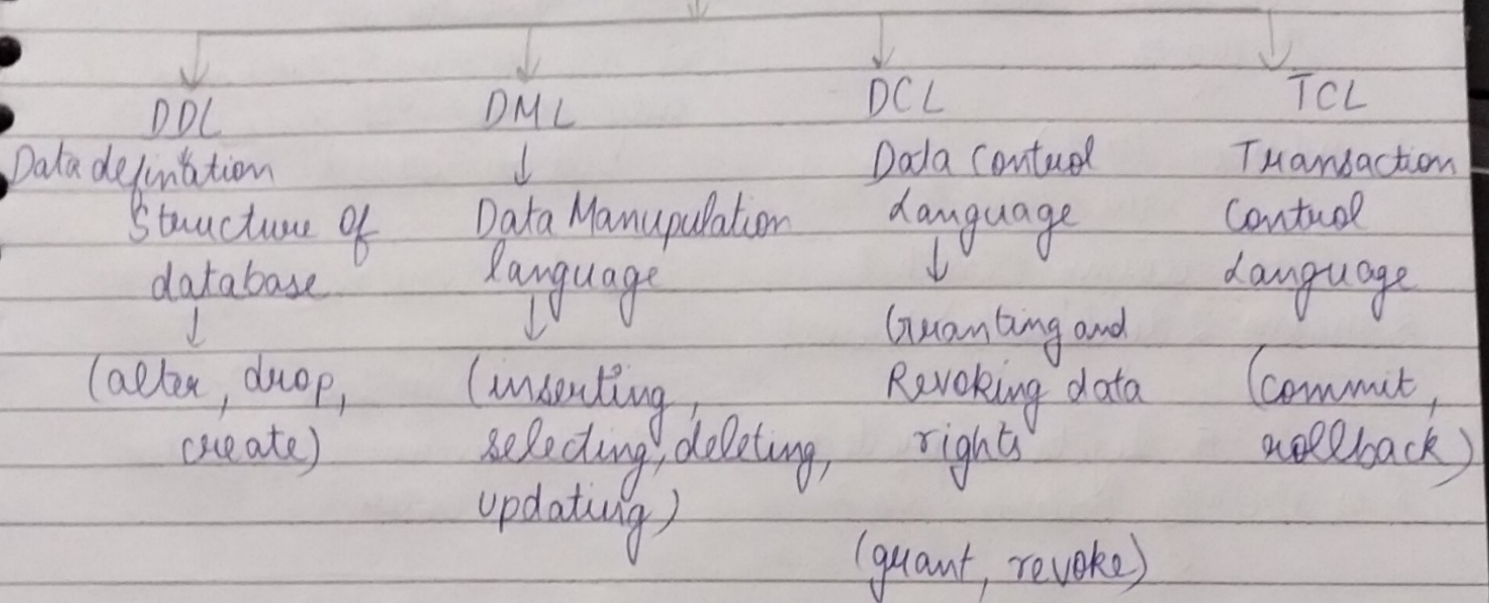 DDL
Data definition
Structure of
database
(alter, drop,
create)
DML
Data Manupulation
language
(inserting,
selecting, deleting,
updating)
DCL
Data Control
Language
Granting and
Revoking data
rights
(grant, revoke)
TCL
Transaction
Control
Language
(commit,
rollback)